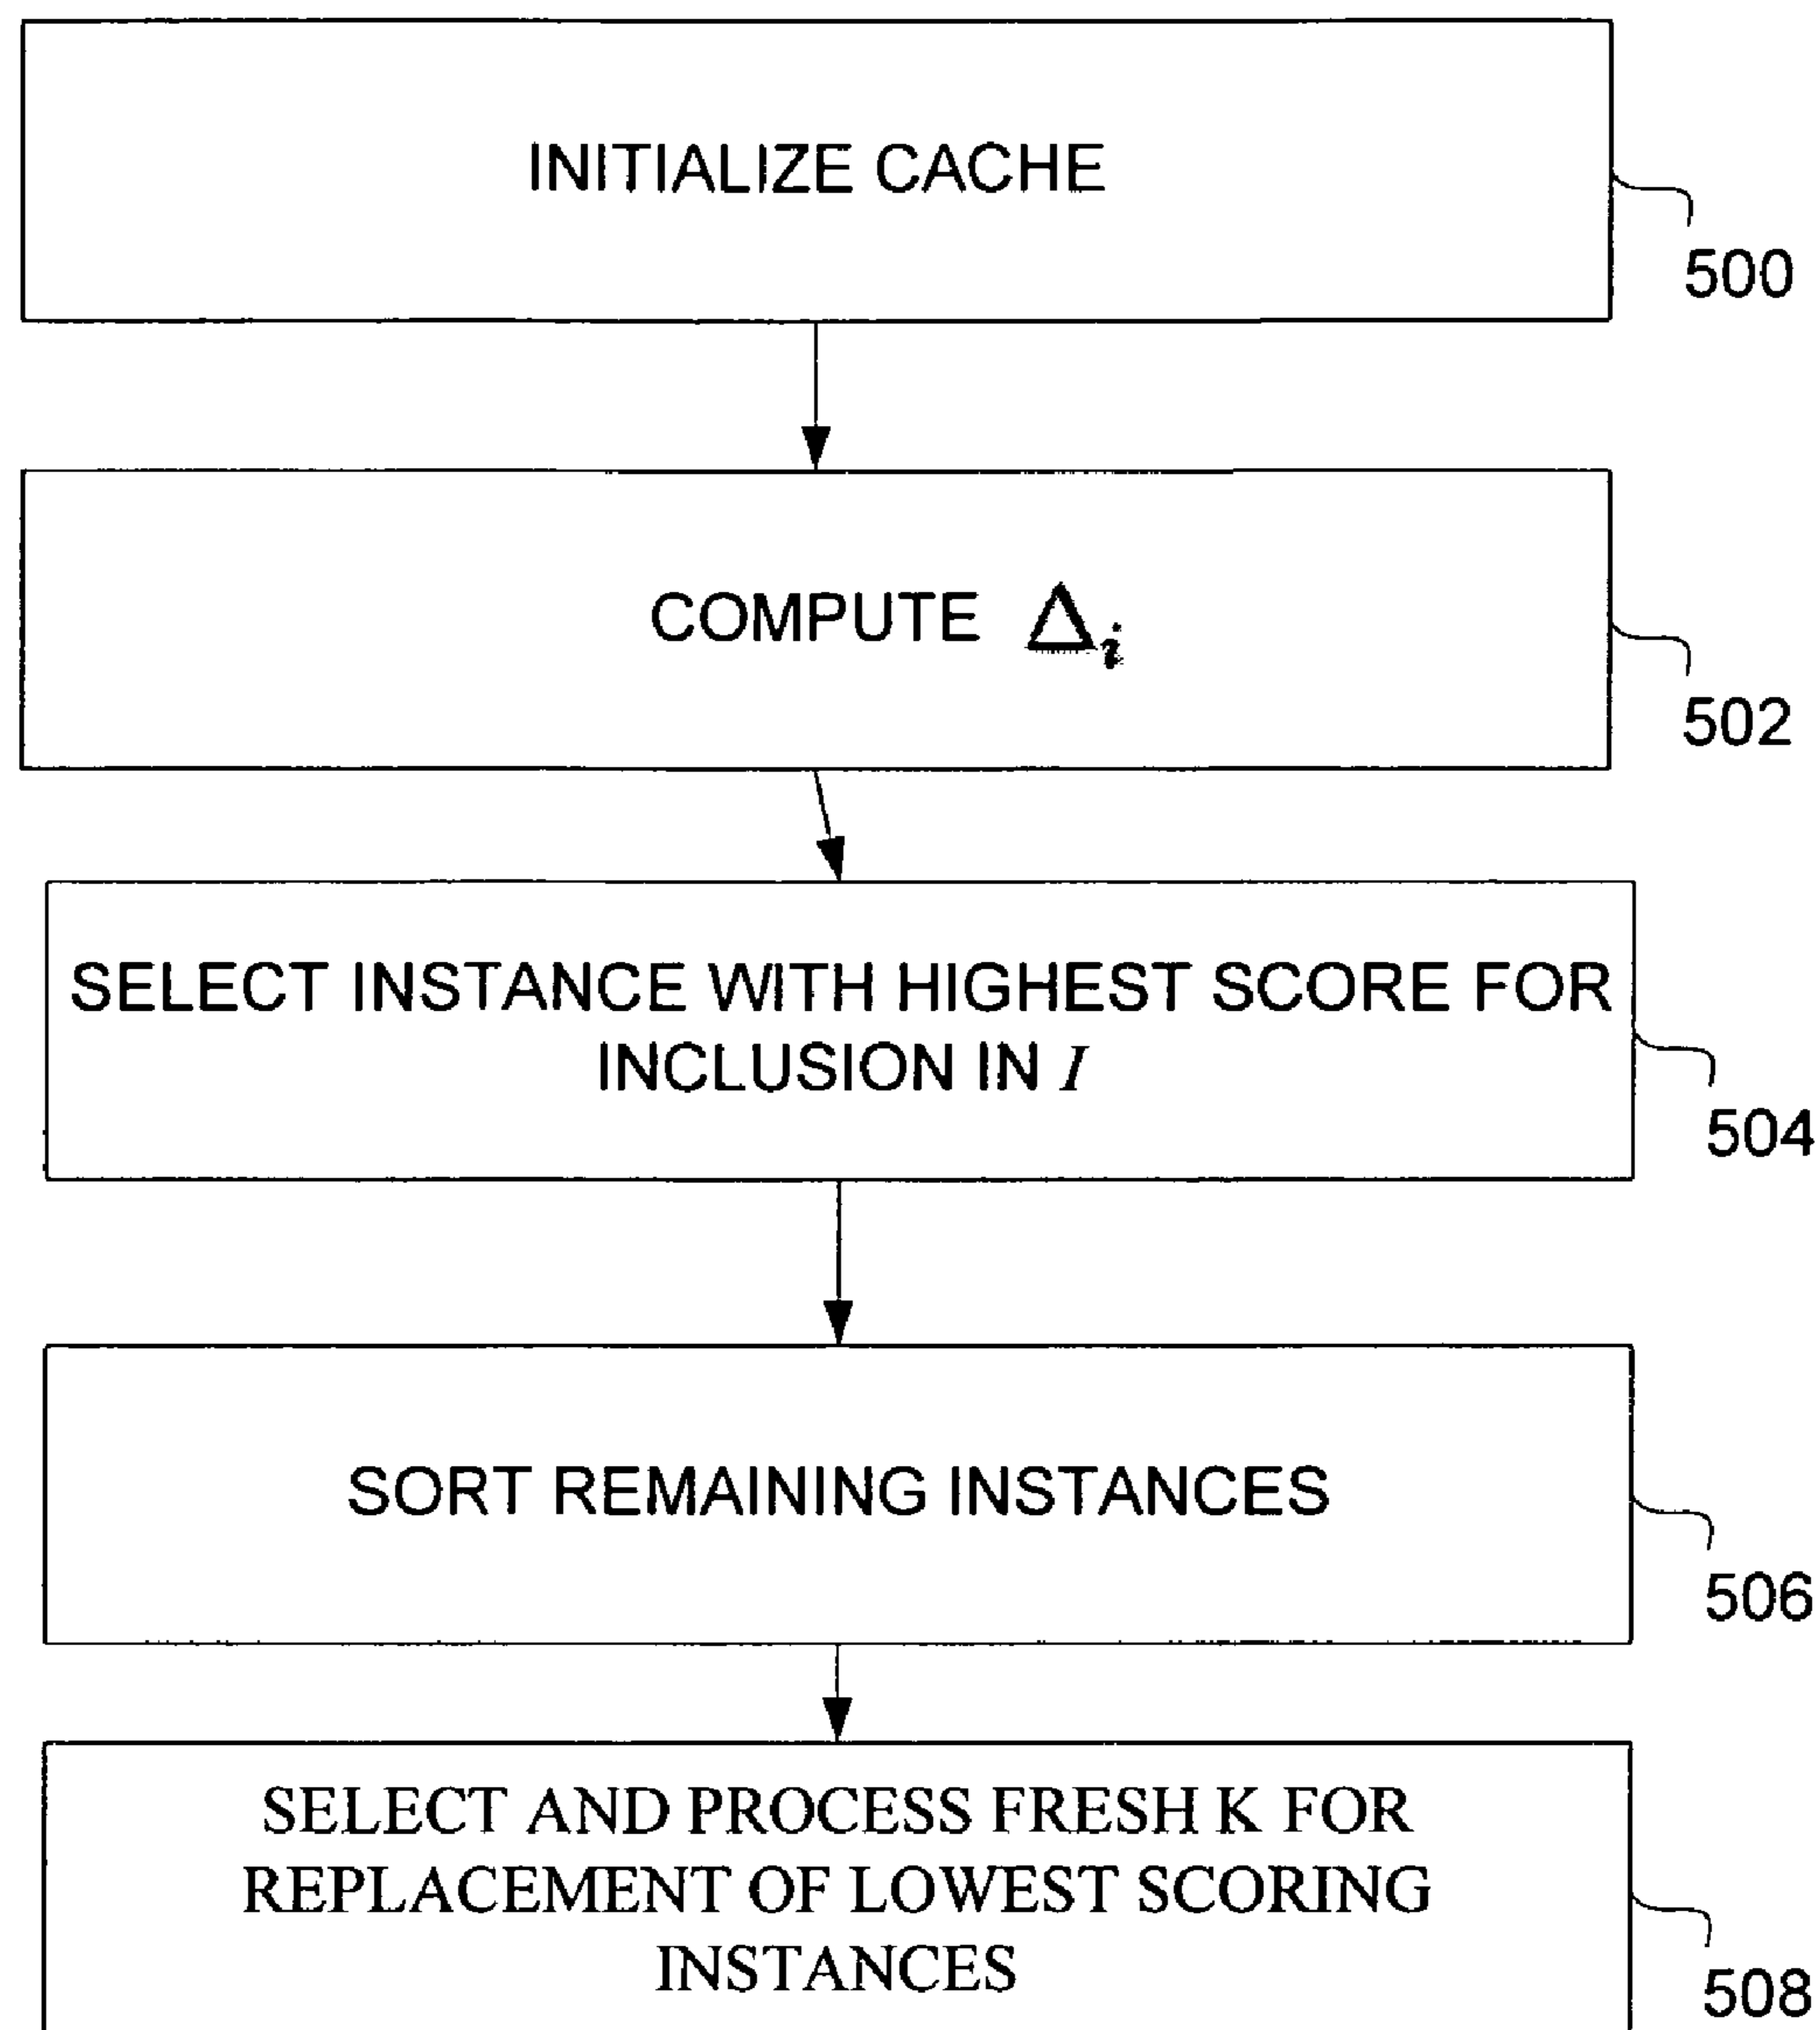 INITIALIZE CACHE
500
COMPUTE Δi
502
SELECT INSTANCE WITH HIGHEST SCORE FOR
INCLUSION IN I
504
SORT REMAINING INSTANCES
506
SELECT AND PROCESS FRESH K FOR
REPLACEMENT OF LOWEST SCORING
INSTANCES
508